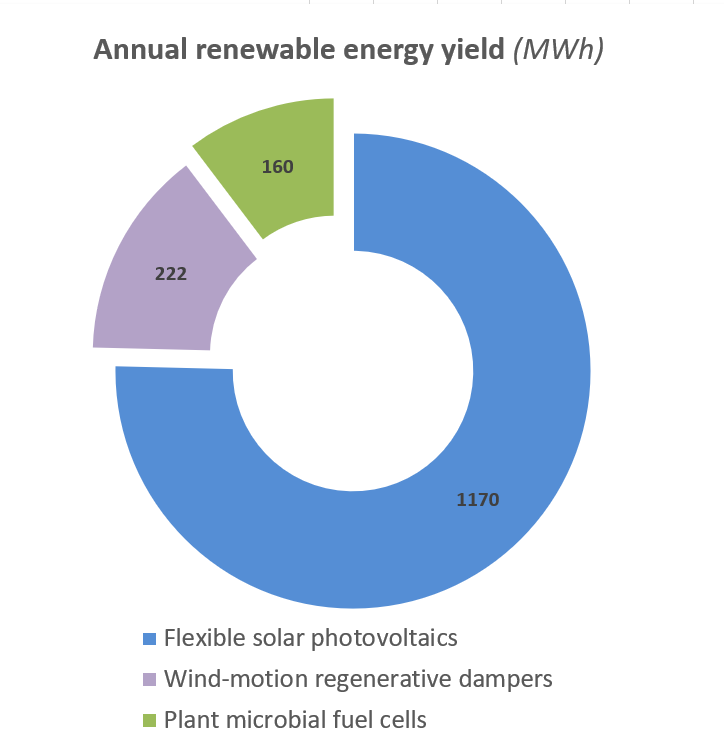 Annual renewable energy yield (MWh)
160
222
1170
Flexible solar photovoltaics
Wind-motion regenerative dampers
Plant microbial fuel cells